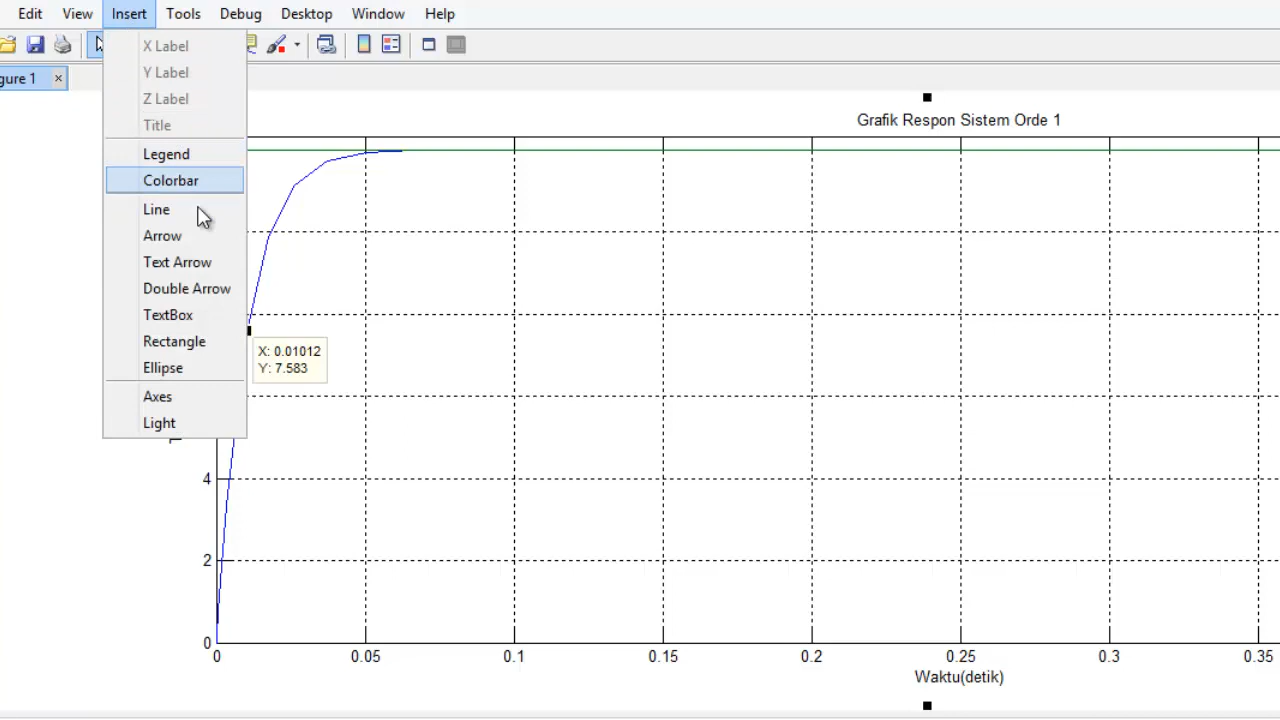 Edit View Insert Tools Debug Desktop Window Help
gure 1 ×
X Label
Y Label
Z Label
Title
Legend
Colorbar
Line
Arrow
Text Arrow
Double Arrow
TextBox
Rectangle
Ellipse
Axes
Light
Grafik Respon Sistem Orde 1
X: 0.01012
Y: 7.583
4
2
0
0 0.05 0.1 0.15 0.2 0.25 0.3 0.35
Waktu(detik)